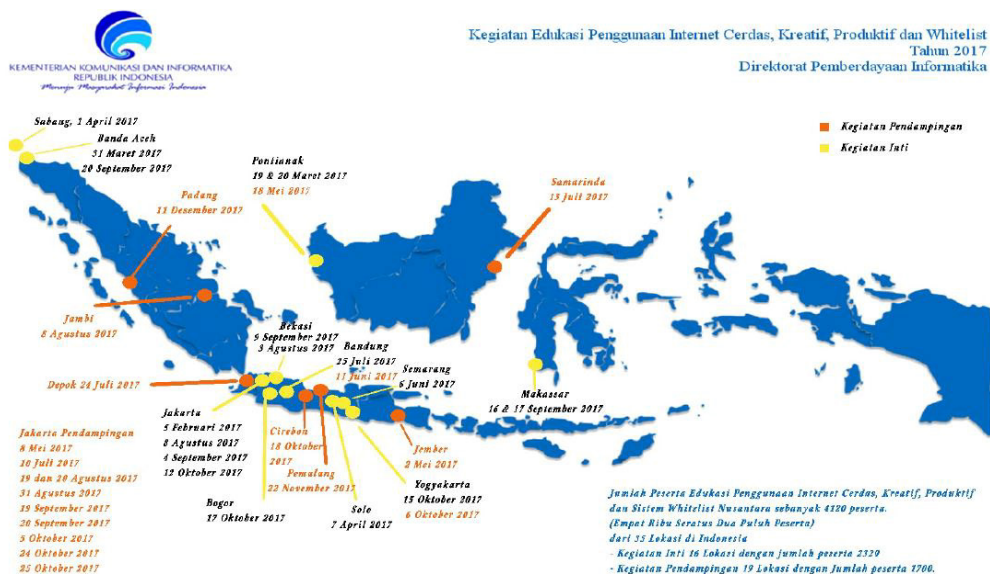 KEMENTERIAN KOMUNIKASI DAN INFORMATIKA
REPUBLIK INDONESIA
Menuju Masyarakat Informasi Indonesia
Kegiatan Edukasi Penggunaan Internet Cerdas, Kreatif, Produktif dan Whitelist
Tahun 2017
Direktorat Pemberdayaan Informatika
Kegiatan Pendampingan
Kegiatan Inti
Sabang, 1 April 2017
Banda Aceh
31 Maret 2017
20 September 2017
Pontianak
19 & 20 Maret 2017
18 Mei 2017
Samarinda
13 Juli 2017
Padang
11 Desember 2017
Jambi
8 Agustus 2017
Bekasi
5 September 2017
3 Agustus 2017
Bandung
25 Juli 2017
11 Juni 2017
Semarang
6 Juni 2017
Depok 24 Juli 2017
Makassar
16 & 17 September 2017
Jakarta
5 Februari 2017
8 Agustus 2017
4 September 2017
12 Oktober 2017
Cirebon
18 Oktober
2017
Pemalang
22 November 2017
Jember
2 Mei 2017
Yogyakarta
15 Oktober 2017
6 Oktober 2017
Bogor
17 Oktober 2017
Solo
7 April 2017
Jakarta Pendampingan
8 Mei 2017
10 Juli 2017
19 dan 20 Agustus 2017
31 Agustus 2017
19 September 2017
20 September 2017
5 Oktober 2017
24 Oktober 2017
25 Oktober 2017
Jumlah Peserta Edukasi Penggunaan Internet Cerdas, Kreatif, Produktif
dan Sistem Whitelist Nusantara sebanyak 4120 peserta.
(Empat Ribu Seratus Dua Puluh Peserta)
dari 35 Lokasi di Indonesia
- Kegiatan Inti 16 Lokasi dengan jumlah peserta 2320
- Kegiatan Pendampingan 19 Lokasi dengan Jumlah peserta 1700.